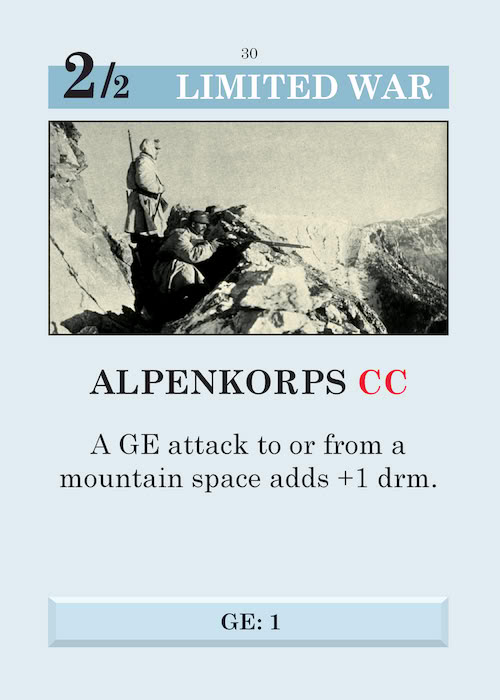 30
2/2 LIMITED WAR
ALPENKORPS CC
A GE attack to or from a
mountain space adds +1 drm.
GE: 1